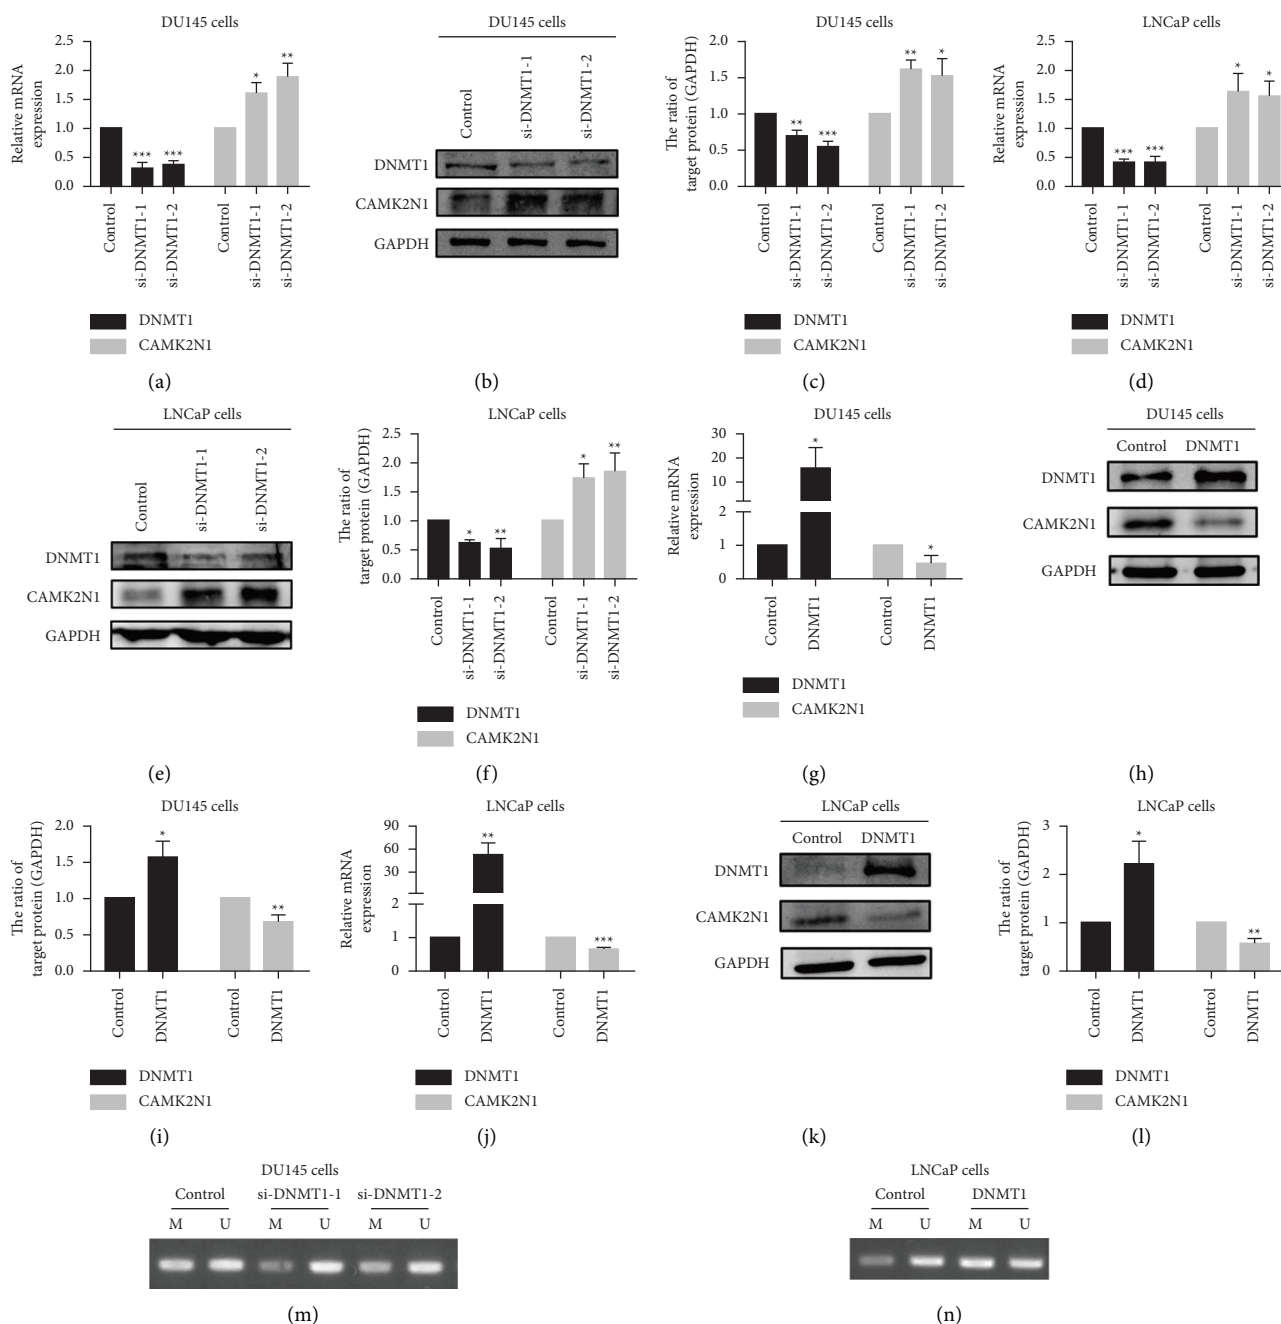 DU145 cells
Relative mRNA
expression
2.5
2.0
1.5
1.0
0.5
0.0
***
***
*
**
Control
si-DNMT1-1
si-DNMT1-2
Control
si-DNMT1-1
si-DNMT1-2
DNMT1
CAMK2N1
(a)
DU145 cells
Control
si-DNMT1-1
si-DNMT1-2
DNMT1
CAMK2N1
GAPDH
(b)
DU145 cells
The ratio of
target protein (GAPDH)
2.0
1.5
1.0
0.5
0.0
**
***
**
*
Control
si-DNMT1-1
si-DNMT1-2
Control
si-DNMT1-1
si-DNMT1-2
DNMT1
CAMK2N1
(c)
LNCaP cells
Relative mRNA
expression
2.5
2.0
1.5
1.0
0.5
0.0
***
***
*
*
Control
si-DNMT1-1
si-DNMT1-2
Control
si-DNMT1-1
si-DNMT1-2
DNMT1
CAMK2N1
(d)
LNCaP cells
Control
si-DNMT1-1
si-DNMT1-2
DNMT1
CAMK2N1
GAPDH
(e)
The ratio of
target protein (GAPDH)
LNCaP cells
2.5
2.0
1.5
1.0
0.5
0.0
*
**
*
**
Control
si-DNMT1-1
si-DNMT1-2
Control
si-DNMT1-1
si-DNMT1-2
DNMT1
CAMK2N1
(f)
DU145 cells
Relative mRNA
expression
30
20
10
2
1
0
*
*
Control
DNMT1
Control
DNMT1
DNMT1
CAMK2N1
(g)
DU145 cells
Control DNMT1
DNMT1
CAMK2N1
GAPDH
(h)
DU145 cells
The ratio of
target protein (GAPDH)
2.0
1.5
1.0
0.5
0.0
*
**
Control
DNMT1
Control
DNMT1
DNMT1
CAMK2N1
(i)
LNCaP cells
Relative mRNA
expression
90
60
30
2
1
0
**
***
Control
DNMT1
Control
DNMT1
DNMT1
CAMK2N1
(j)
LNCaP cells
Control DNMT1
DNMT1
CAMK2N1
GAPDH
(k)
LNCaP cells
The ratio of
target protein (GAPDH)
3
2
1
0
*
**
Control
DNMT1
Control
DNMT1
DNMT1
CAMK2N1
(l)
DU145 cells
Control si-DNMT1-1 si-DNMT1-2
M U M U M U
(m)
LNCaP cells
Control DNMT1
M U M U
(n)